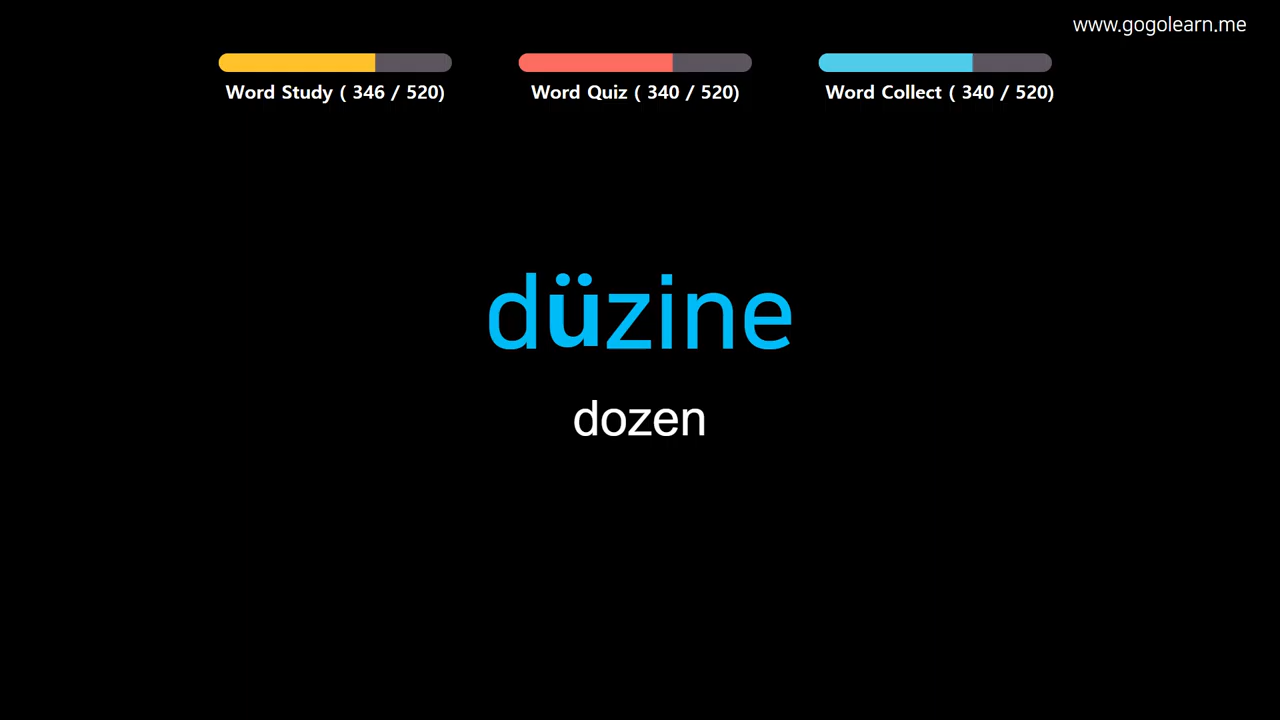 www.gogolearn.me
Word Study ( 346 / 520)
Word Quiz ( 340 / 520)
Word Collect ( 340 / 520)
düzine
dozen